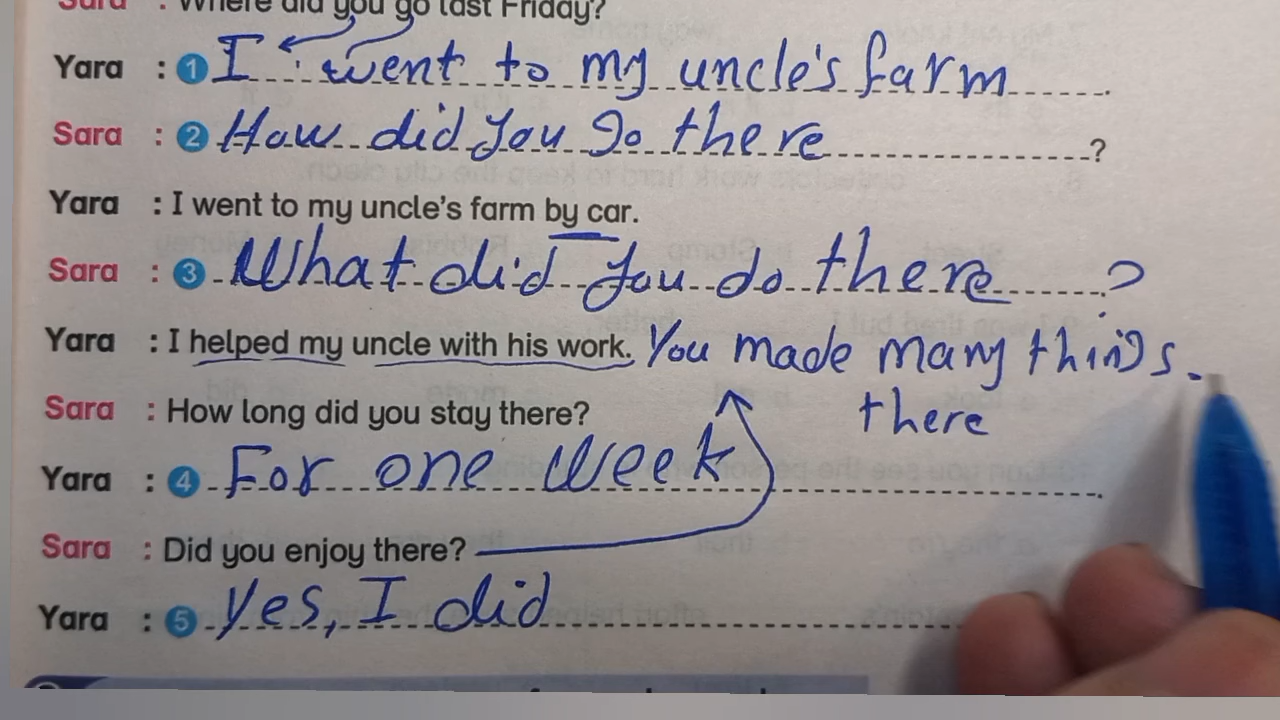 Sara : Where did you go last Friday?
Yara : 1 I went to my uncle's farm.
Sara : 2 How did you go there ?
Yara : I went to my uncle's farm by car.
Sara : 3 What did you do there ?
Yara : I helped my uncle with his work. You made many things.
Sara : How long did you stay there? there
Yara : 4 For one week.
Sara : Did you enjoy there?
Yara : 5 Yes, I did